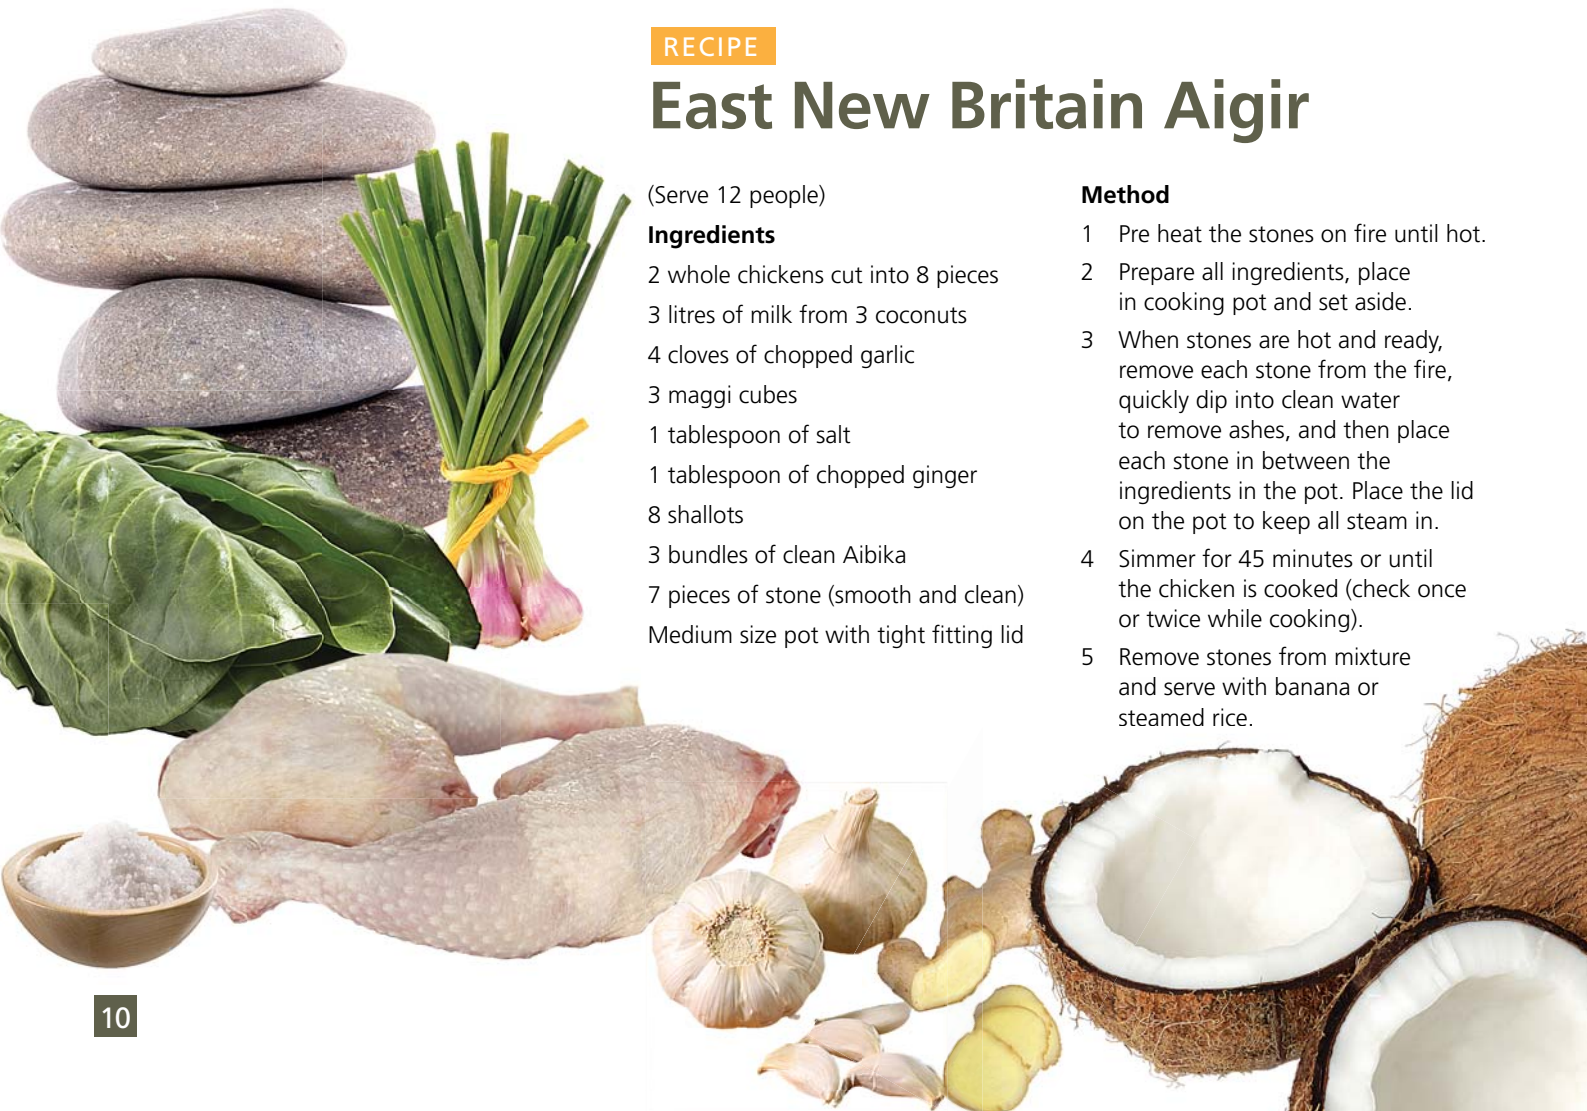 RECIPE
East New Britain Aigir
(Serve 12 people)
Ingredients
2 whole chickens cut into 8 pieces
3 litres of milk from 3 coconuts
4 cloves of chopped garlic
3 maggi cubes
1 tablespoon of salt
1 tablespoon of chopped ginger
8 shallots
3 bundles of clean Aibika
7 pieces of stone (smooth and clean)
Medium size pot with tight fitting lid
Method
1 Pre heat the stones on fire until hot.
2 Prepare all ingredients, place
in cooking pot and set aside.
3 When stones are hot and ready,
remove each stone from the fire,
quickly dip into clean water
to remove ashes, and then place
each stone in between the
ingredients in the pot. Place the lid
on the pot to keep all steam in.
4 Simmer for 45 minutes or until
the chicken is cooked (check once
or twice while cooking).
5 Remove stones from mixture
and serve with banana or
steamed rice.
10